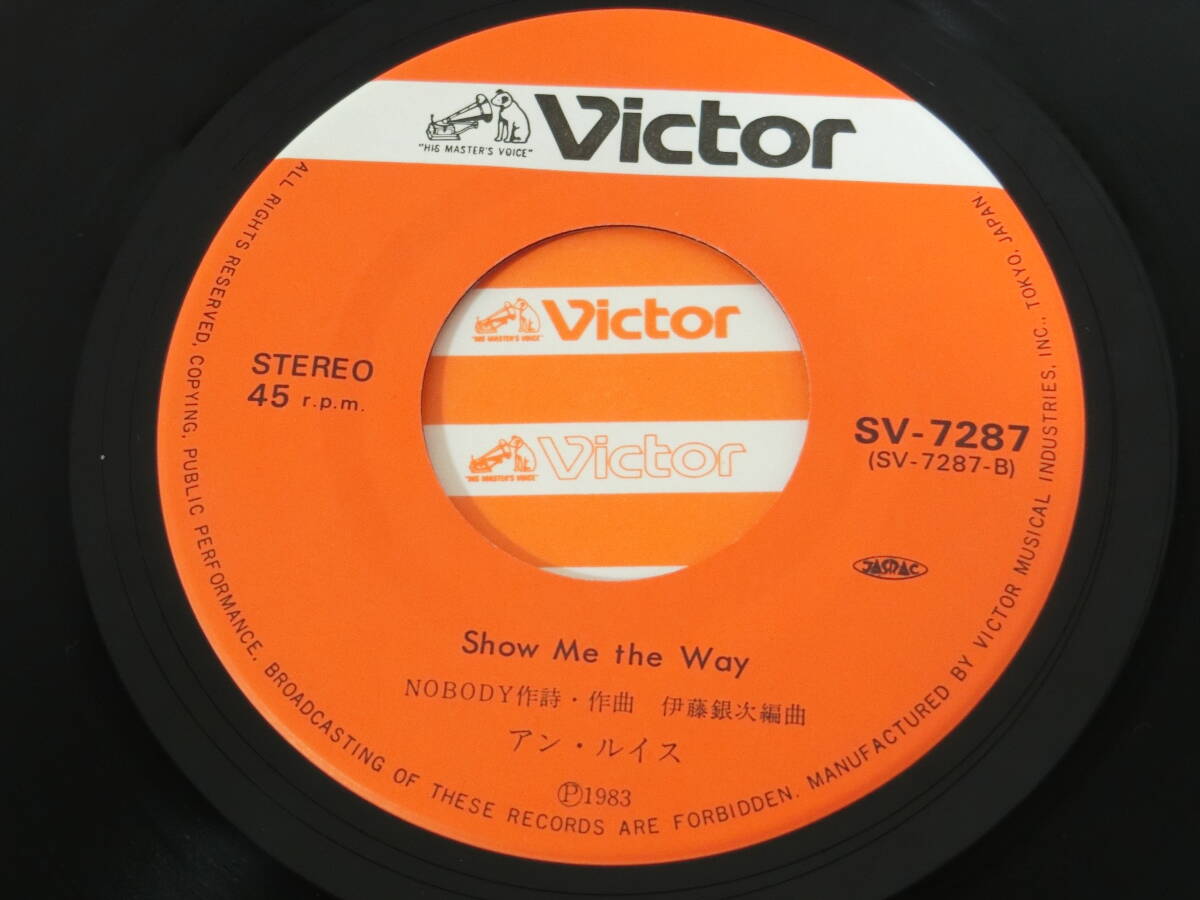 Victor
"HIS MASTER'S VOICE"
Victor
"HIS MASTER'S VOICE"
Victor
"HIS MASTER'S VOICE"
STEREO
45 r.p.m.
SV-7287
(SV-7287-B)
JASRAC
Show Me the Way
NOBODY作詩・作曲 伊藤銀次編曲
アン・ルイス
Ⓟ1983
ALL RIGHTS RESERVED. COPYING. PUBLIC PERFORMANCE. BROADCASTING OF THESE RECORDS ARE FORBIDDEN. MANUFACTURED BY VICTOR MUSICAL INDUSTRIES, INC., TOKYO, JAPAN.